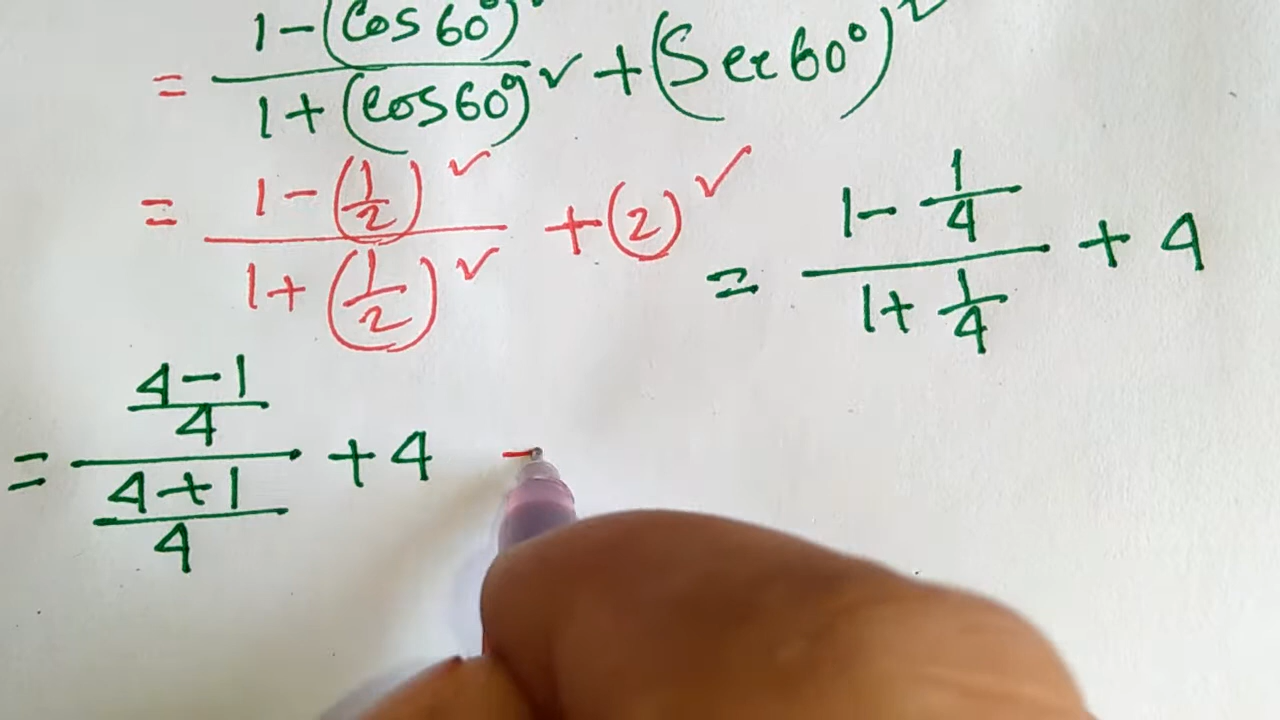 = (1-(Cos 60°)²)/(1+(Cos 60°)²) + (Sec 60°)²
= (1-(1/2)²)/(1+(1/2)²) + (2)²
= (1-1/4)/(1+1/4) + 4
= ((4-1)/4)/((4+1)/4) + 4 -